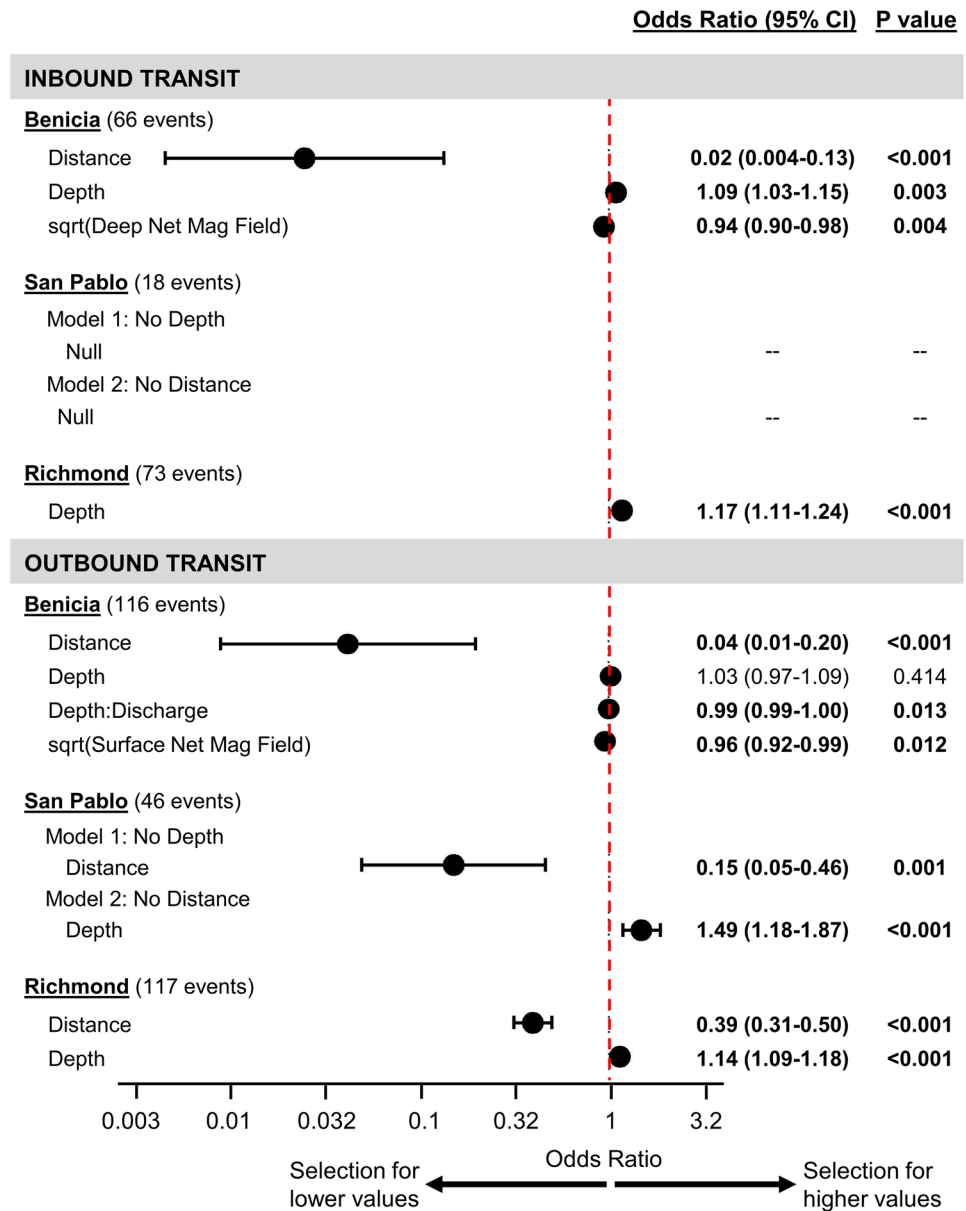 Odds Ratio (95% CI) P value
INBOUND TRANSIT
Benicia (66 events)
Distance 0.02 (0.004-0.13) <0.001
Depth 1.09 (1.03-1.15) 0.003
sqrt(Deep Net Mag Field) 0.94 (0.90-0.98) 0.004
San Pablo (18 events)
Model 1: No Depth
Null -- --
Model 2: No Distance
Null -- --
Richmond (73 events)
Depth 1.17 (1.11-1.24) <0.001
OUTBOUND TRANSIT
Benicia (116 events)
Distance 0.04 (0.01-0.20) <0.001
Depth 1.03 (0.97-1.09) 0.414
Depth:Discharge 0.99 (0.99-1.00) 0.013
sqrt(Surface Net Mag Field) 0.96 (0.92-0.99) 0.012
San Pablo (46 events)
Model 1: No Depth
Distance 0.15 (0.05-0.46) 0.001
Model 2: No Distance
Depth 1.49 (1.18-1.87) <0.001
Richmond (117 events)
Distance 0.39 (0.31-0.50) <0.001
Depth 1.14 (1.09-1.18) <0.001
0.003 0.01 0.032 0.1 0.32 1 3.2
Odds Ratio
Selection for lower values
Selection for higher values